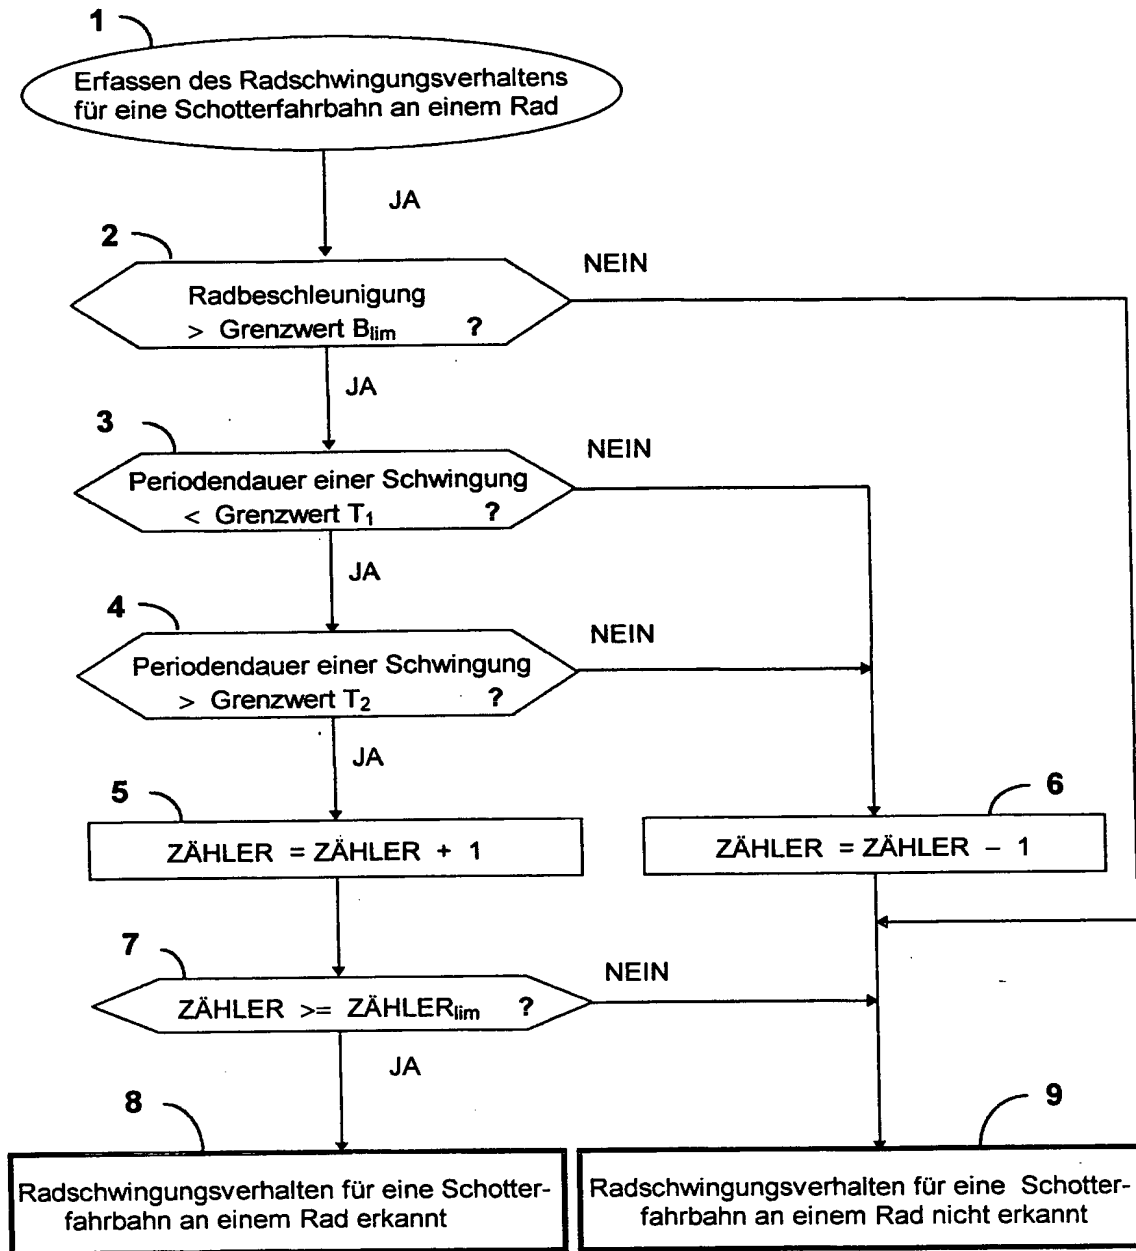 1
Erfassen des Radschwingungsverhaltens
für eine Schotterfahrbahn an einem Rad
JA
2
NEIN
Radbeschleunigung
> Grenzwert Blim ?
JA
3
NEIN
Periodendauer einer Schwingung
< Grenzwert T1 ?
JA
4
NEIN
Periodendauer einer Schwingung
> Grenzwert T2 ?
JA
5
6
ZÄHLER = ZÄHLER + 1
ZÄHLER = ZÄHLER – 1
7
NEIN
ZÄHLER >= ZÄHLERlim ?
JA
8
9
Radschwingungsverhalten für eine Schotter-
fahrbahn an einem Rad erkannt
Radschwingungsverhalten für eine Schotter-
fahrbahn an einem Rad nicht erkannt